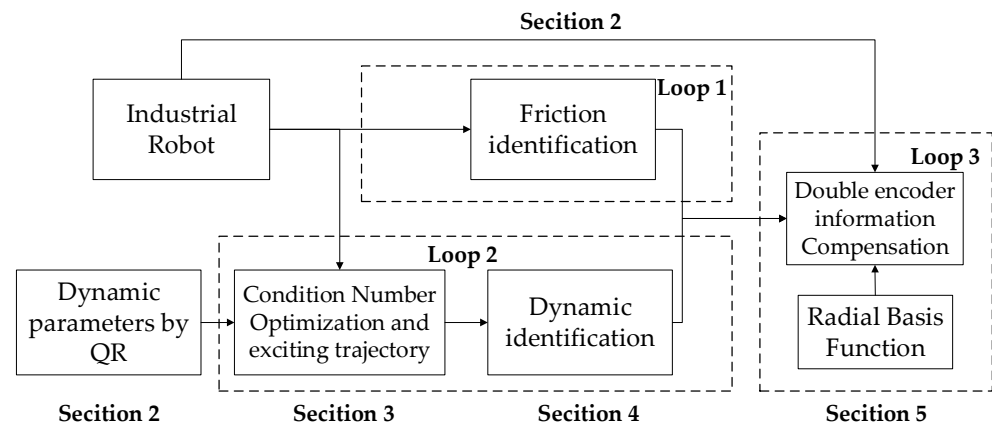 Secition 2
Industrial
Robot
Loop 1
Friction
identification
Loop 3
Double encoder
information
Compensation
Loop 2
Dynamic
parameters by
QR
Condition Number
Optimization and
exciting trajectory
Dynamic
identification
Radial Basis
Function
Secition 2
Secition 3
Secition 4
Secition 5